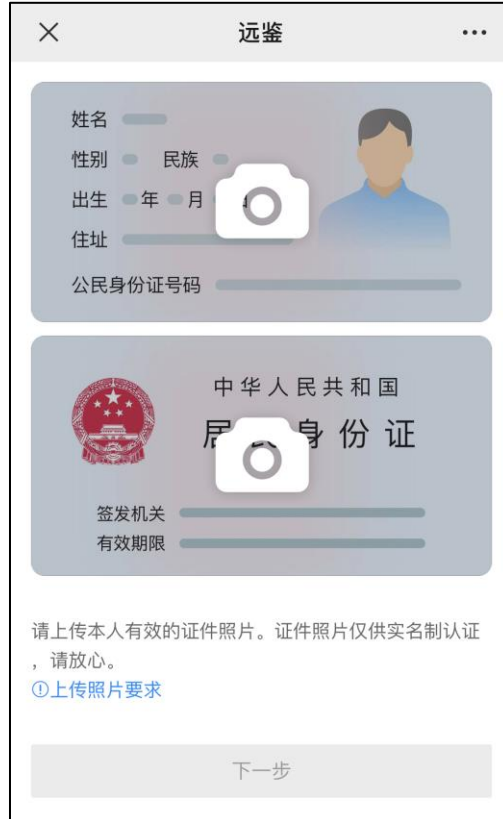 远鉴
姓名
性别 民族
出生 年 月
住址
公民身份证号码
中华人民共和国
居民身份证
签发机关
有效期限
请上传本人有效的证件照片。证件照片仅供实名制认证
，请放心。
上传照片要求
下一步